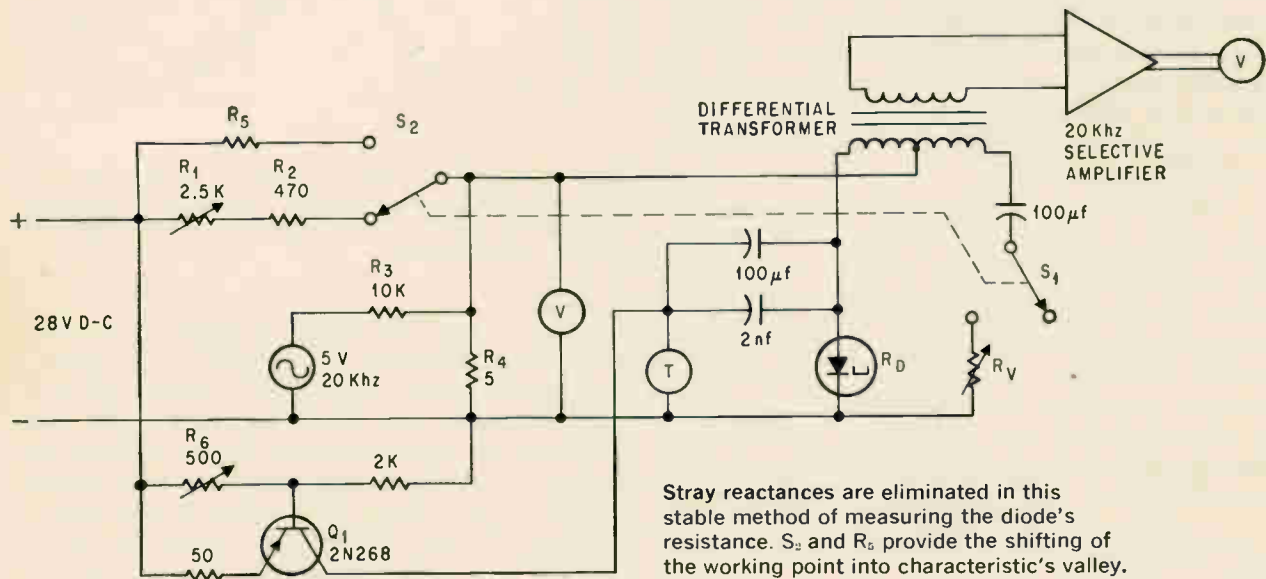 DIFFERENTIAL
TRANSFORMER
V
20 Khz
SELECTIVE
AMPLIFIER
R5
S2
R1
2.5 K
R2
470
+
100µf
R3
10K
100µf
S1
28V D-C
V
2nf
5 V
20 Khz
R4
5
T
RD
RV
-
R6
500
2K
50
Q1
2N268
Stray reactances are eliminated in this
stable method of measuring the diode's
resistance. S₂ and R₅ provide the shifting of
the working point into characteristic's valley.